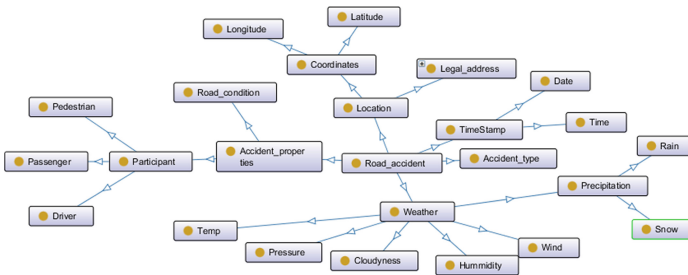 Latitude
Longitude
Coordinates
Legal_address
Road_condition
Date
Pedestrian
Location
TimeStamp
Time
Rain
Passenger
Participant
Accident_proper
ties
Road_accident
Accident_type
Precipitation
Driver
Weather
Temp
Snow
Pressure
Cloudyness
Wind
Hummidity